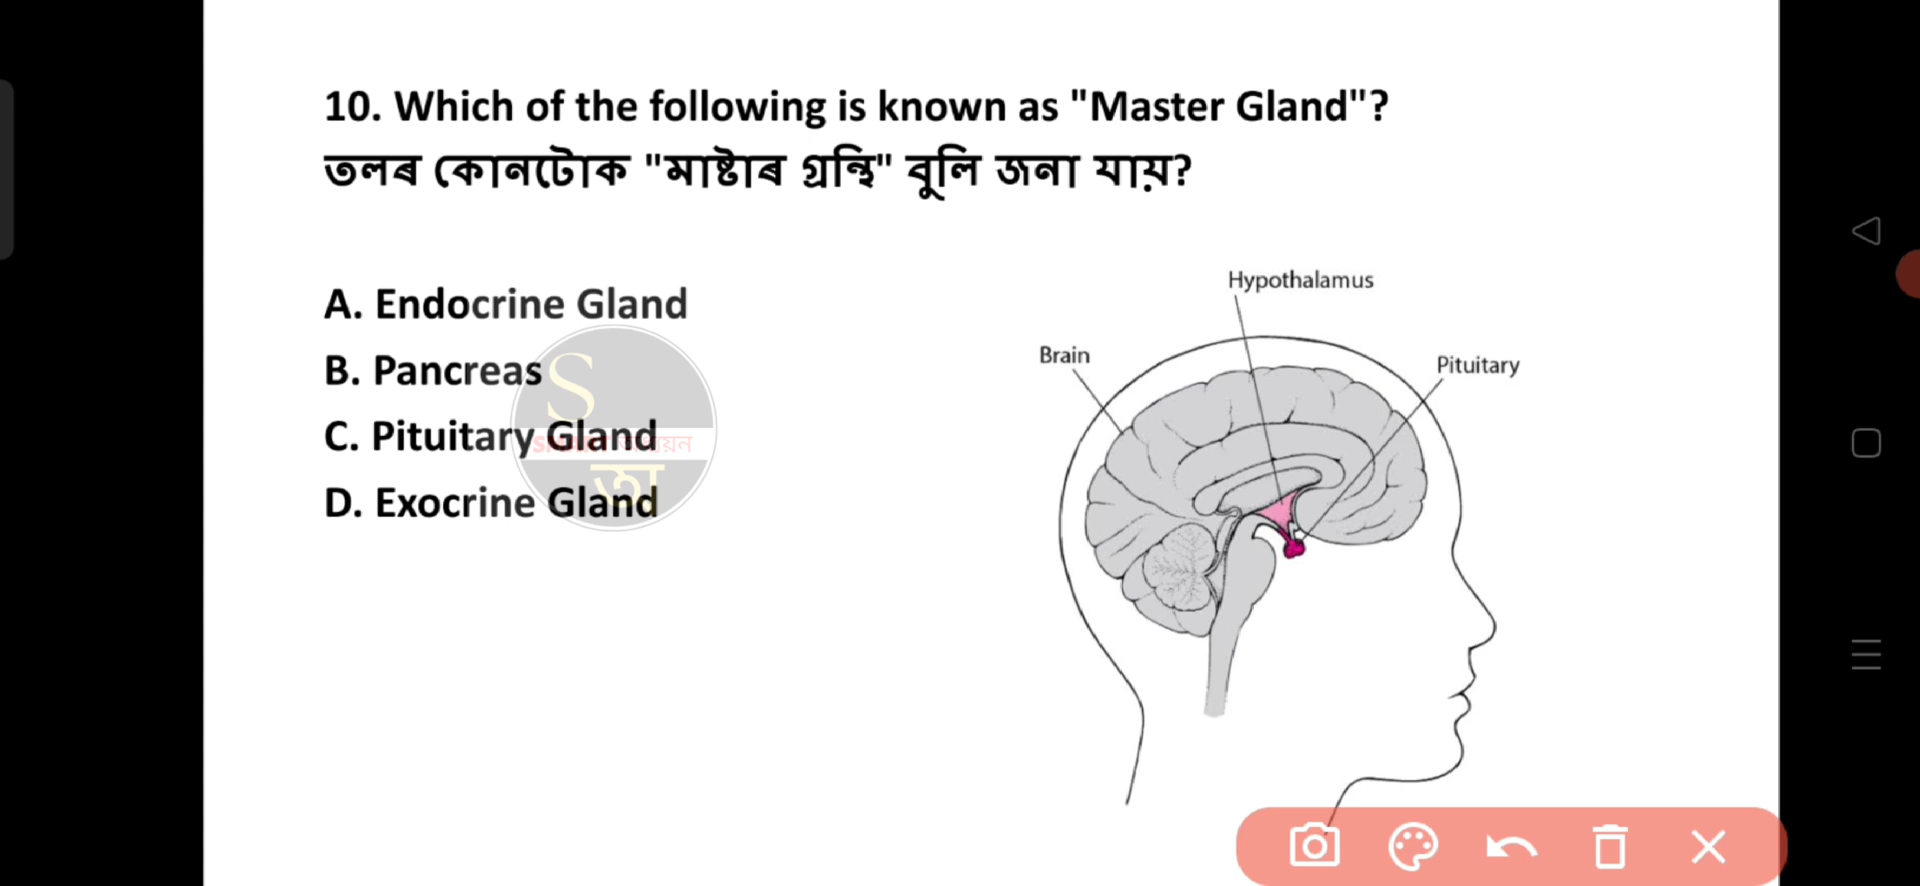 10. Which of the following is known as "Master Gland"?
তলৰ কোনটোক "মাষ্টাৰ গ্ৰন্থি" বুলি জনা যায়?
A. Endocrine Gland
B. Pancreas
C. Pituitary Gland
D. Exocrine Gland
Hypothalamus
Brain
Pituitary
S
অ